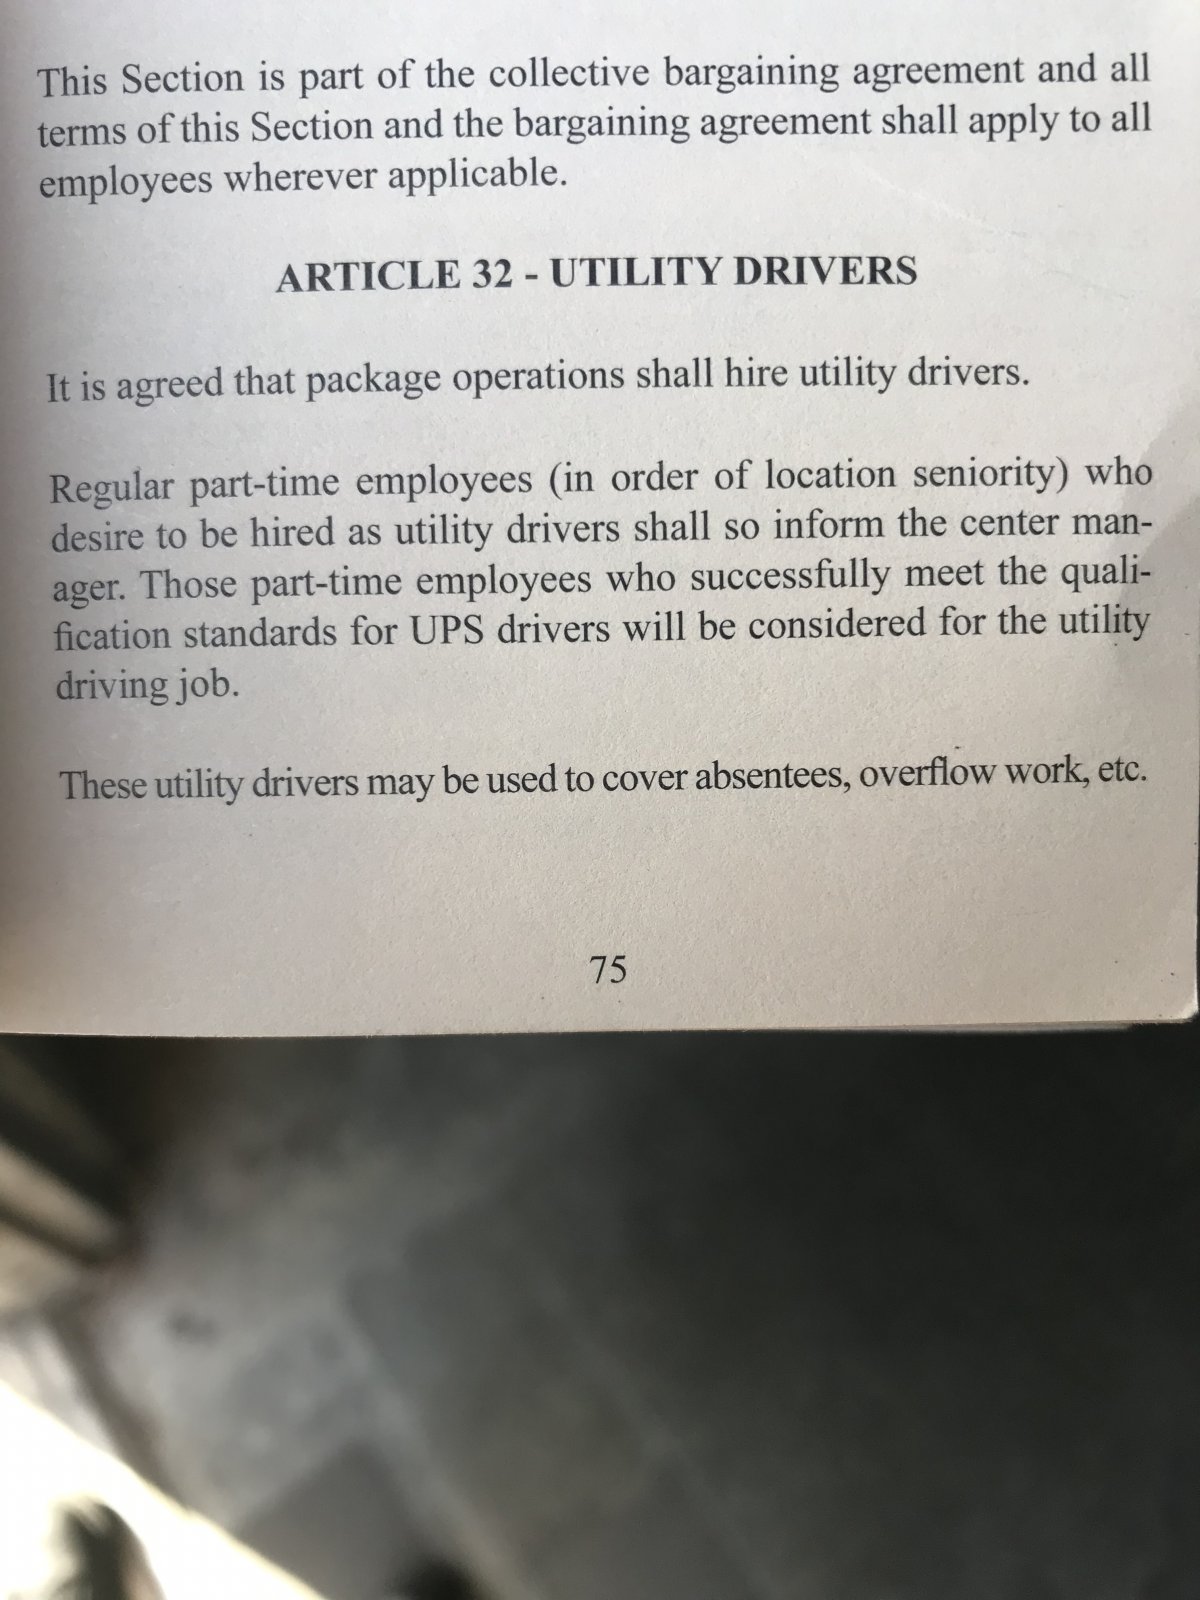 This Section is part of the collective bargaining agreement and all
terms of this Section and the bargaining agreement shall apply to all
employees wherever applicable.
ARTICLE 32 - UTILITY DRIVERS
It is agreed that package operations shall hire utility drivers.
Regular part-time employees (in order of location seniority) who
desire to be hired as utility drivers shall so inform the center man-
ager. Those part-time employees who successfully meet the quali-
fication standards for UPS drivers will be considered for the utility
driving job.
These utility drivers may be used to cover absentees, overflow work, etc.
75